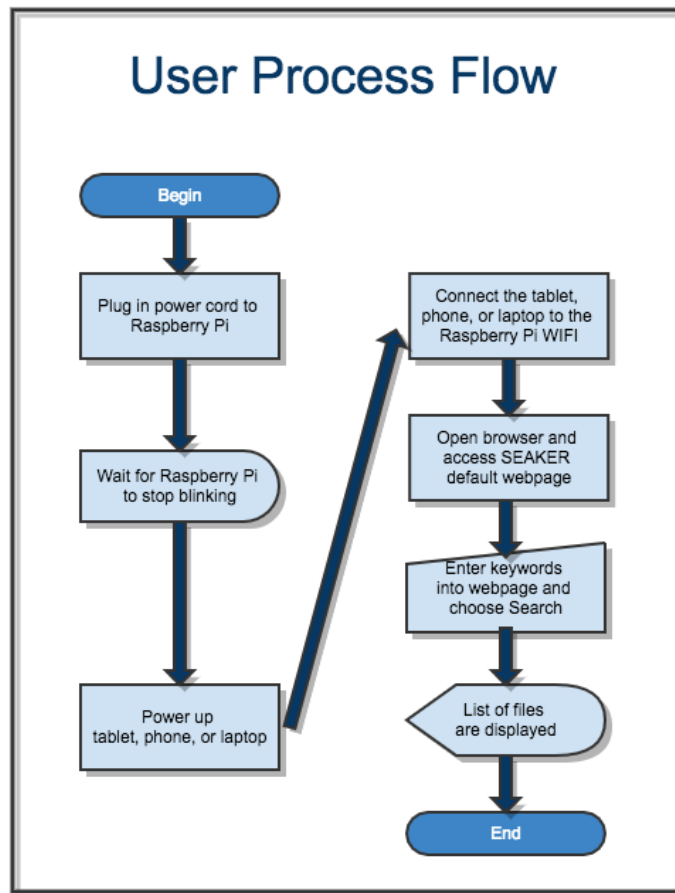 User Process Flow
Begin
Plug in power cord to
Raspberry Pi
Wait for Raspberry Pi
to stop blinking
Power up
tablet, phone, or laptop
Connect the tablet,
phone, or laptop to the
Raspberry Pi WIFI
Open browser and
access SEAKER
default webpage
Enter keywords
into webpage and
choose Search
List of files
are displayed
End